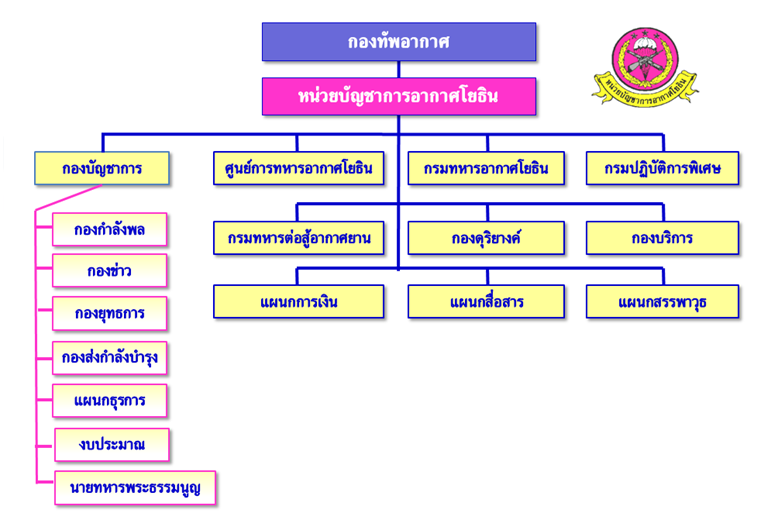 กองทัพอากาศ
หน่วยบัญชาการอากาศโยธิน
หน่วยบัญชาการอากาศโยธิน
กองบัญชาการ
ศูนย์การทหารอากาศโยธิน
กรมทหารอากาศโยธิน
กรมปฏิบัติการพิเศษ
กรมทหารต่อสู้อากาศยาน
กองดุริยางค์
กองบริการ
แผนกการเงิน
แผนกสื่อสาร
แผนกสรรพาวุธ
กองกำลังพล
กองข่าว
กองยุทธการ
กองส่งกำลังบำรุง
แผนกธุรการ
งบประมาณ
นายทหารพระธรรมนูญ